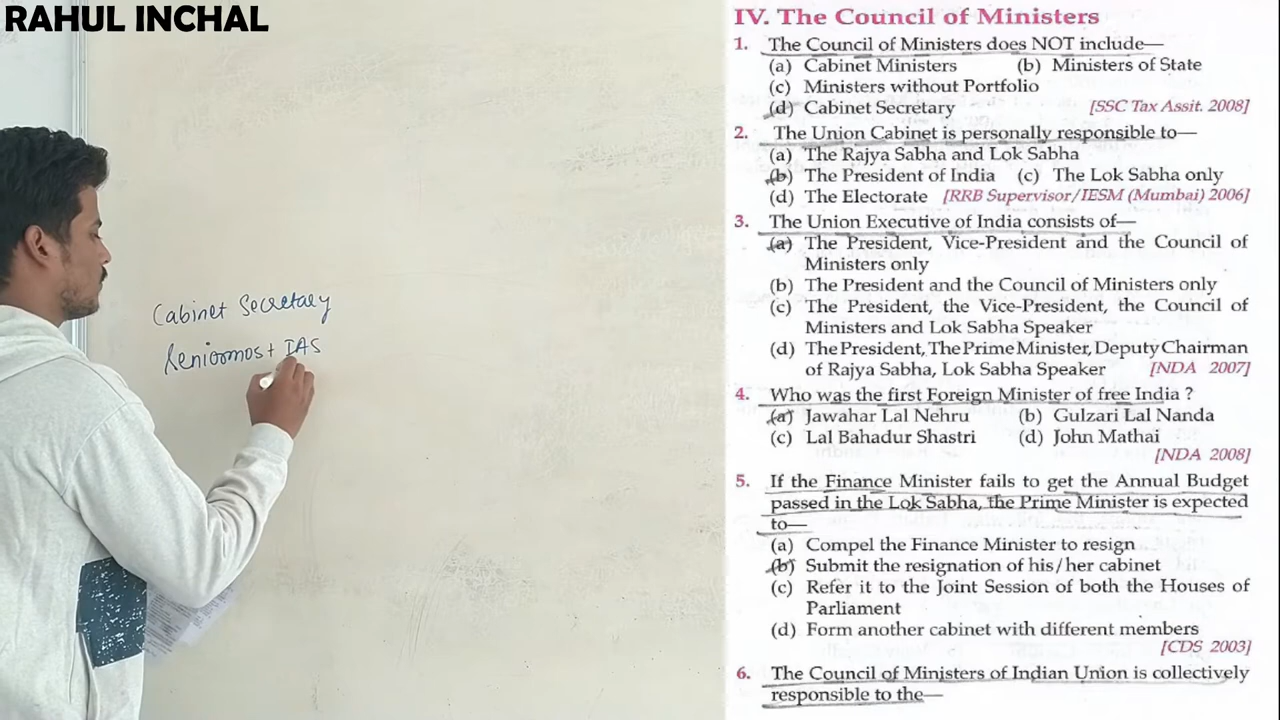 RAHUL INCHAL
Cabinet Secretary
Seniormost IAS
IV. The Council of Ministers
1. The Council of Ministers does NOT include—
(a) Cabinet Ministers (b) Ministers of State
(c) Ministers without Portfolio
(d) Cabinet Secretary [SSC Tax Assit. 2008]
2. The Union Cabinet is personally responsible to—
(a) The Rajya Sabha and Lok Sabha
(b) The President of India (c) The Lok Sabha only
(d) The Electorate [RRB Supervisor/IESM (Mumbai) 2006]
3. The Union Executive of India consists of—
(a) The President, Vice-President and the Council of
Ministers only
(b) The President and the Council of Ministers only
(c) The President, the Vice-President, the Council of
Ministers and Lok Sabha Speaker
(d) The President, The Prime Minister, Deputy Chairman
of Rajya Sabha, Lok Sabha Speaker [NDA 2007]
4. Who was the first Foreign Minister of free India ?
(a) Jawahar Lal Nehru (b) Gulzari Lal Nanda
(c) Lal Bahadur Shastri (d) John Mathai
[NDA 2008]
5. If the Finance Minister fails to get the Annual Budget
passed in the Lok Sabha, the Prime Minister is expected
to—
(a) Compel the Finance Minister to resign
(b) Submit the resignation of his/her cabinet
(c) Refer it to the Joint Session of both the Houses of
Parliament
(d) Form another cabinet with different members
[CDS 2003]
6. The Council of Ministers of Indian Union is collectively
responsible to the—